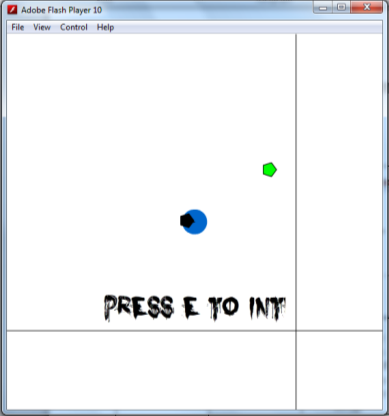 Adobe Flash Player 10
File View Control Help
PRESS E TO INT